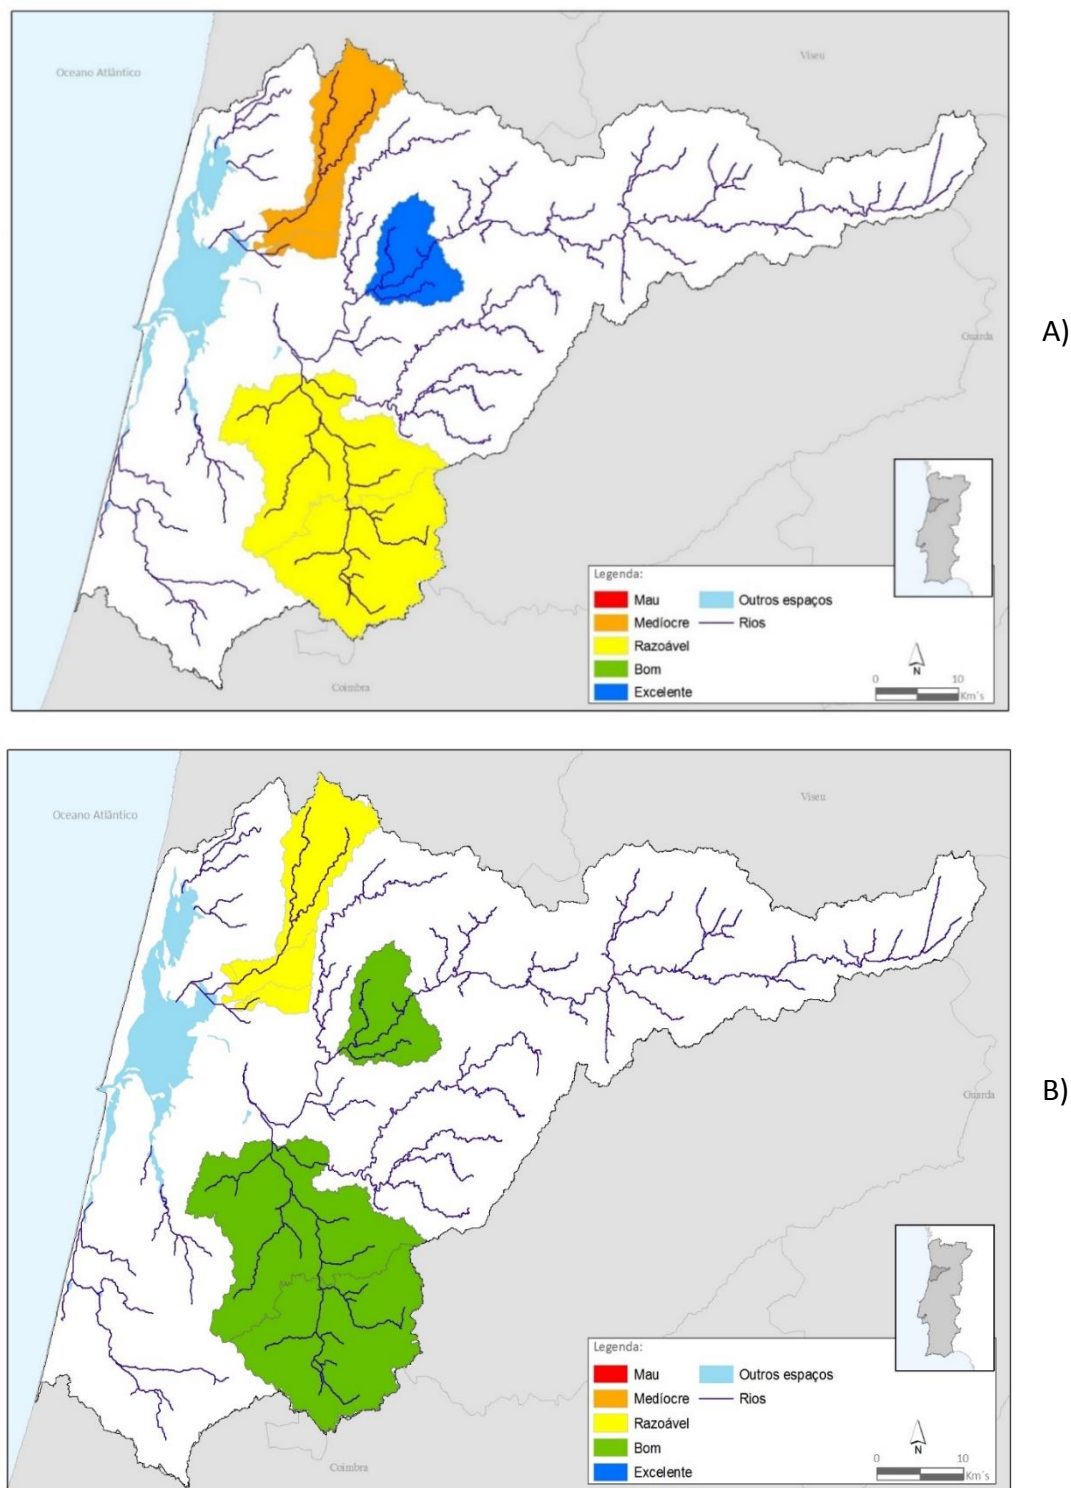 Oceano Atlântico
Viseu
Guarda
A)
Legenda:
Mau
Outros espaços
Medíocre
Rios
Razoável
Bom
N
0 10
Excelente
Km´s
Coimbra
Oceano Atlântico
Viseu
Guarda
B)
Legenda:
Mau
Outros espaços
Medíocre
Rios
Razoável
Bom
N
0 10
Excelente
Km´s
Coimbra